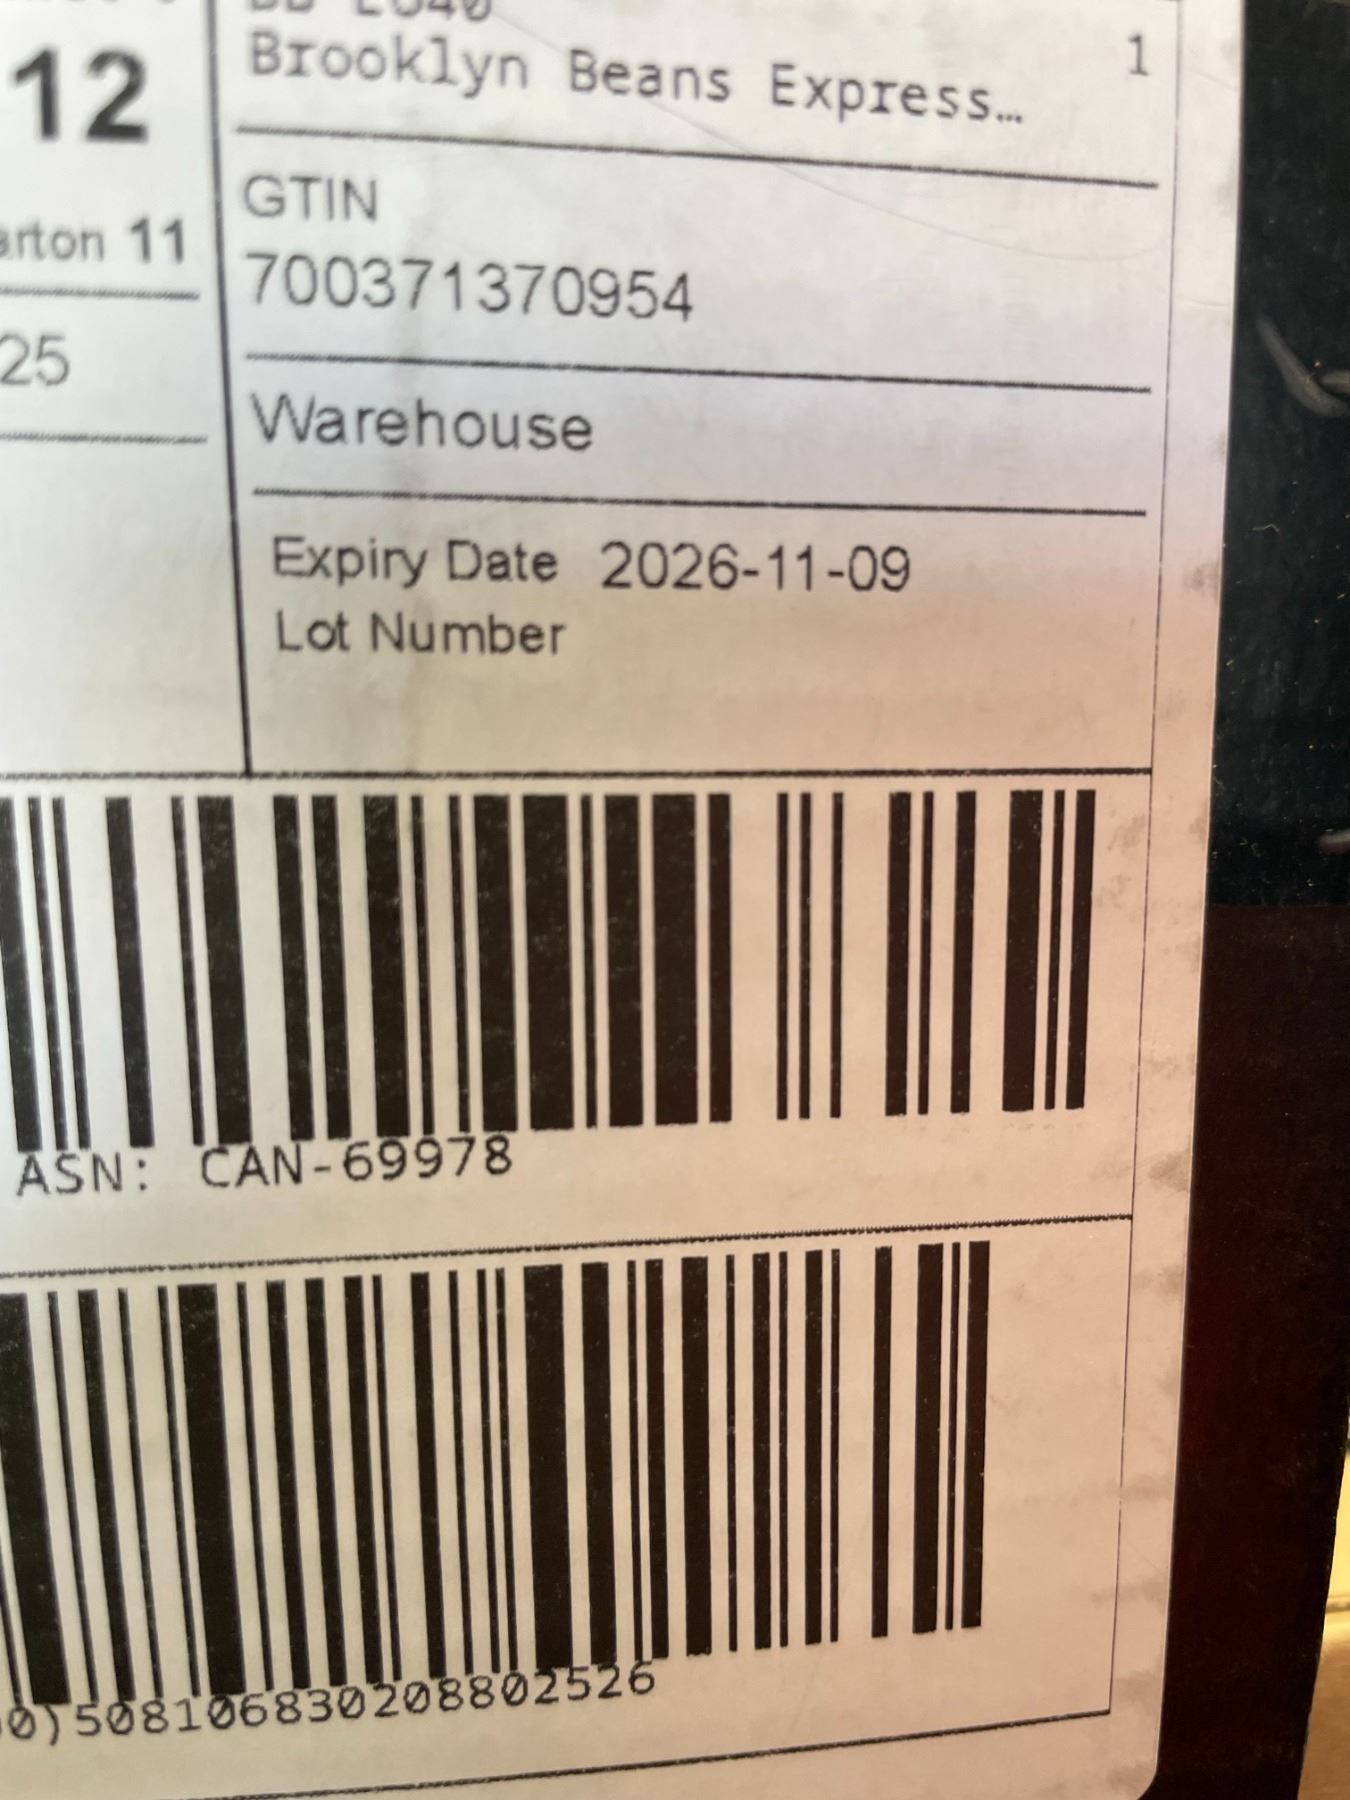 12
Brooklyn Beans Express…
1
GTIN
700371370954
11
25
Warehouse
Expiry Date 2026-11-09
Lot Number
ASN: CAN-69978
0)508106830208802526